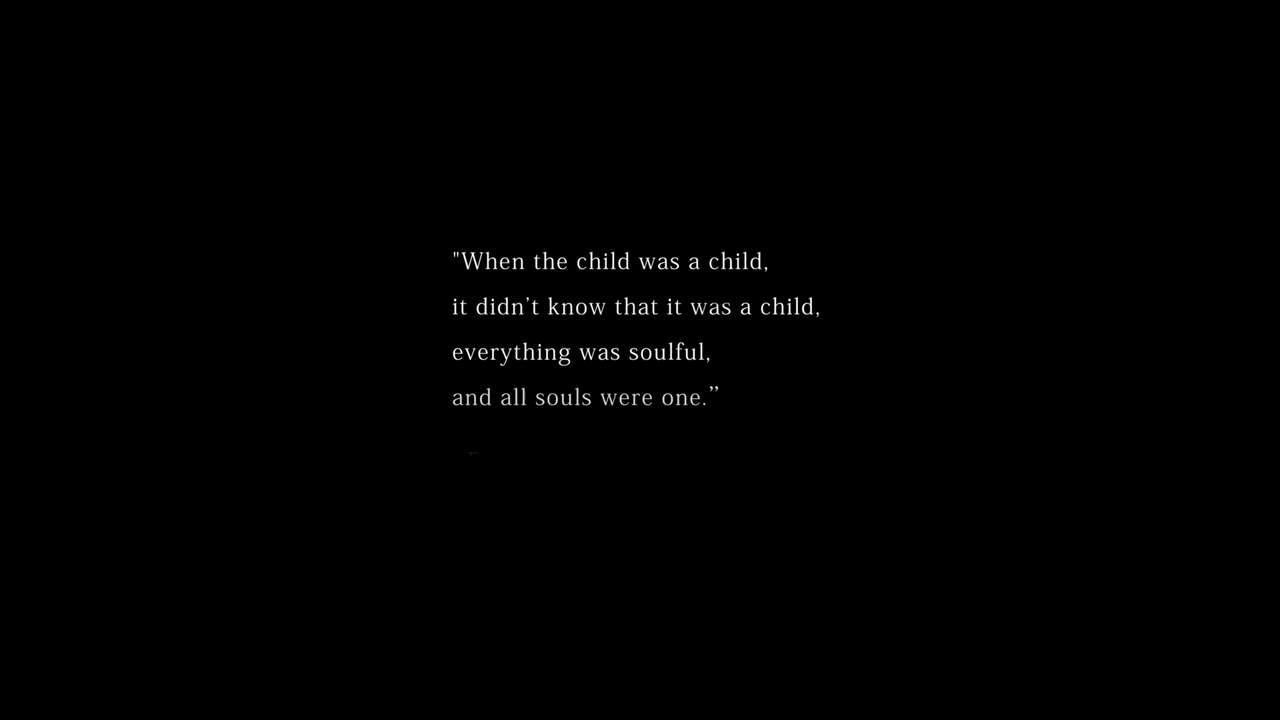 "When the child was a child,
it didn’t know that it was a child,
everything was soulful,
and all souls were one.”